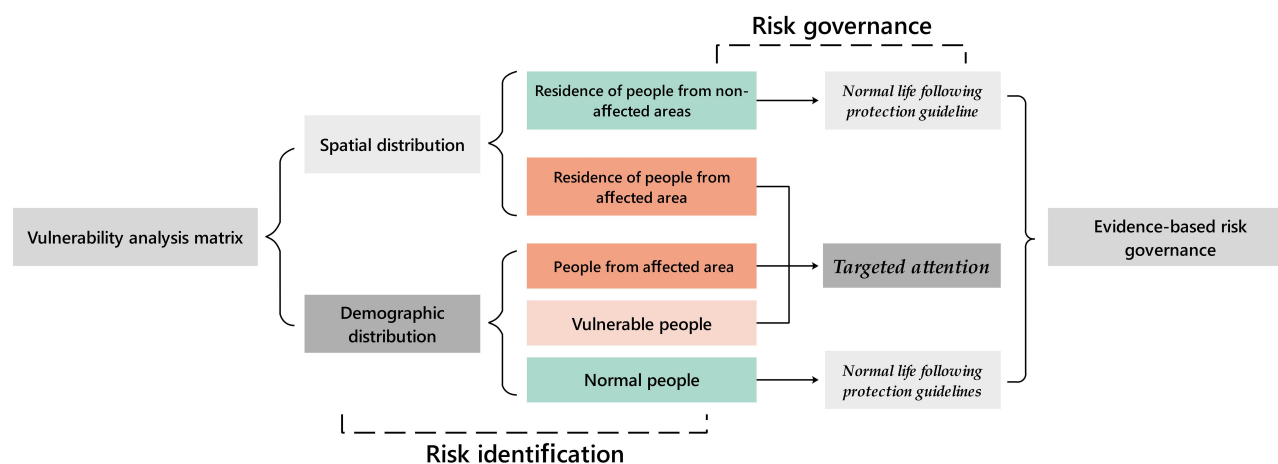 Risk governance
Residence of people from non-
affected areas
Normal life following
protection guideline
Spatial distribution
Residence of people from
affected area
Vulnerability analysis matrix
Evidence-based risk
governance
People from affected area
Targeted attention
Demographic
distribution
Vulnerable people
Normal people
Normal life following
protection guidelines
Risk identification